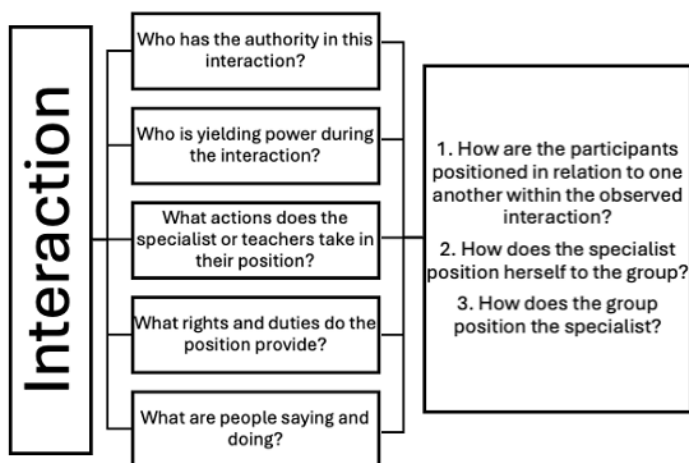 Interaction
Who has the authority in this
interaction?
Who is yielding power during
the interaction?
What actions does the
specialist or teachers take in
their position?
What rights and duties do the
position provide?
What are people saying and
doing?
1. How are the participants
positioned in relation to one
another within the observed
interaction?
2. How does the specialist
position herself to the group?
3. How does the group
position the specialist?